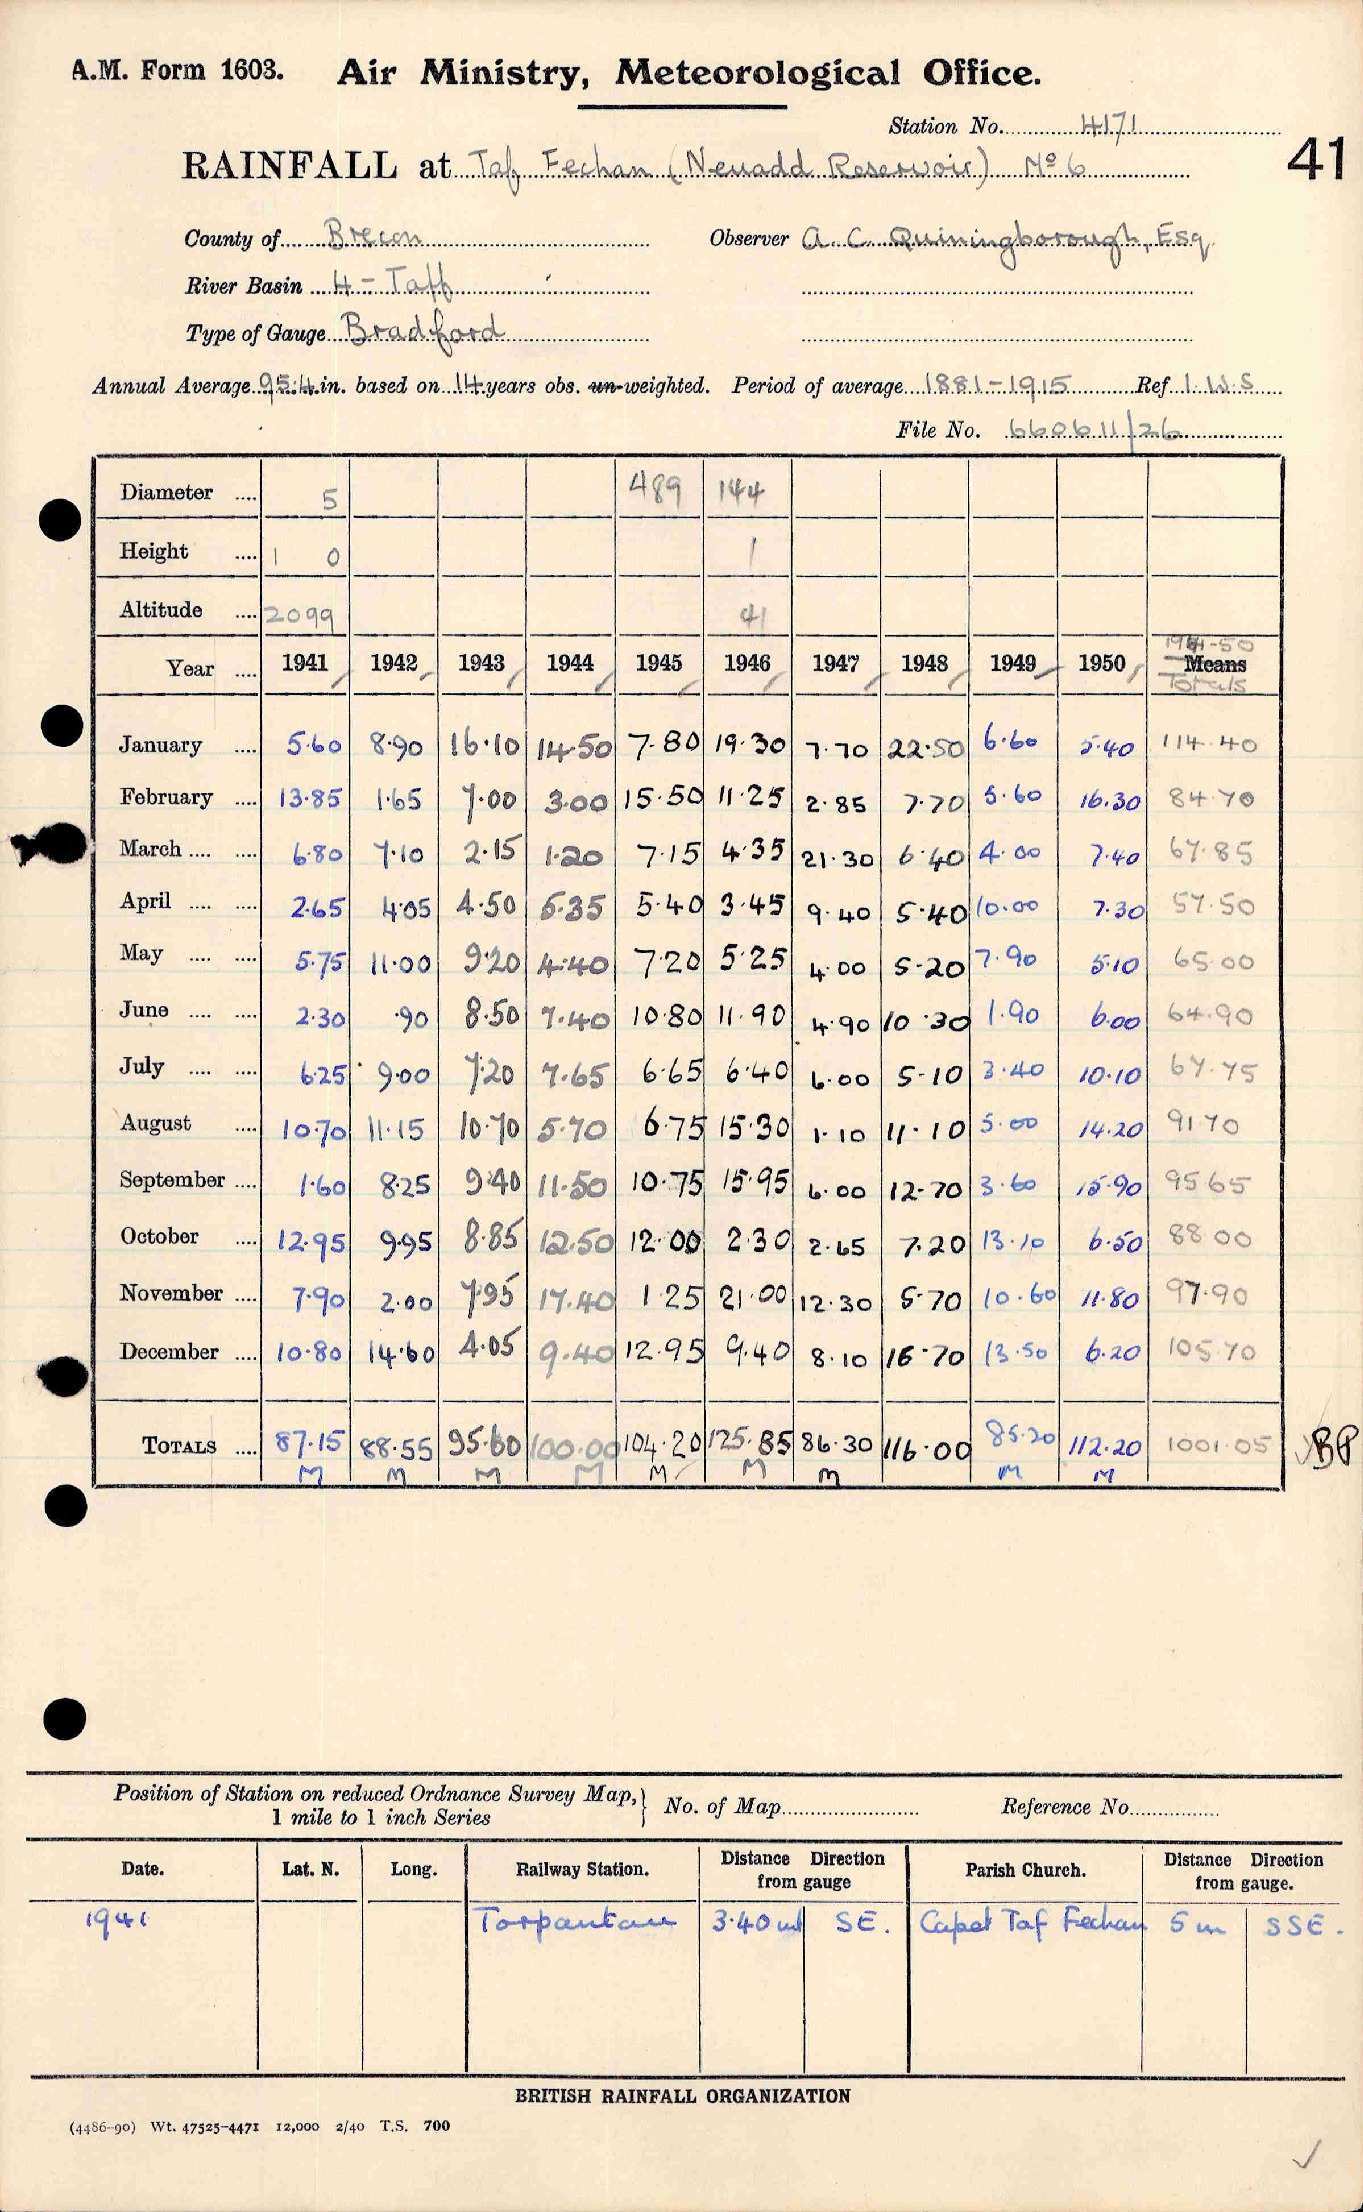 A.M. Form 1603. Air Ministry, Meteorological Office.
Station No. 4171
41
RAINFALL at Taf Fechan (Neuadd Reservoir) No 6
County of Brecon Observer A. C. Quiningborough, Esq.
River Basin 4 - Taff
Type of Gauge Bradford
Annual Average 95.4 in. based on 14 years obs. un-weighted. Period of average 1881-1915 Ref I.W.S
File No. 660611/26
Diameter .... 5 489 144
Height .... 1 0 1
Altitude .... 2099 41
1941-50
Year .... 1941 1942 1943 1944 1945 1946 1947 1948 1949 1950 Means
Totals
January .... 5.60 8.90 16.10 14.50 7.80 19.30 7.70 22.50 6.60 5.40 114.40
February .... 13.85 1.65 7.00 3.00 15.50 11.25 2.85 7.70 5.60 16.30 84.70
March .... .... 6.80 7.10 2.15 1.20 7.15 4.35 21.30 6.40 4.00 7.40 67.85
April .... .... 2.65 4.05 4.50 5.35 5.40 3.45 9.40 5.40 10.00 7.30 57.50
May .... .... 5.75 11.00 9.20 4.40 7.20 5.25 4.00 5.20 7.90 5.10 65.00
June .... .... 2.30 .90 8.50 7.40 10.80 11.90 4.90 10.30 1.90 6.00 64.90
July .... .... 6.25 9.00 7.20 7.65 6.65 6.40 6.00 5.10 3.40 10.10 67.75
August .... 10.70 11.15 10.70 5.70 6.75 15.30 1.10 11.10 5.00 14.20 91 70
September .... 1.60 8.25 9.40 11.50 10.75 15.95 6.00 12.70 3.60 15.90 95 65
October .... 12.95 9.95 8.85 12.50 12.00 2.30 2.65 7.20 13.10 6.50 88 00
November .... 7.90 2.00 7.95 17.40 1.25 21.00 12.30 5.70 10.60 11.80 97.90
December .... 10.80 14.60 4.05 9.40 12.95 9.40 8.10 16.70 13.50 6.20 105.70
TOTALS .... 87.15 88.55 95.60 100.00 104.20 125.85 86.30 116.00 85.20 112.20 1001.05 BP
M M M M M M M M M
Position of Station on reduced Ordnance Survey Map, 1 mile to 1 inch Series } No. of Map Reference No.
Date. Lat. N. Long. Railway Station. Distance Direction from gauge Parish Church. Distance Direction from gauge.
1941 Torpantau 3.40 ml SE. Capel Taf Fechan 5 m SSE.
BRITISH RAINFALL ORGANIZATION
(4486-90) Wt. 47525-4471 12,000 2/40 T.S. 700